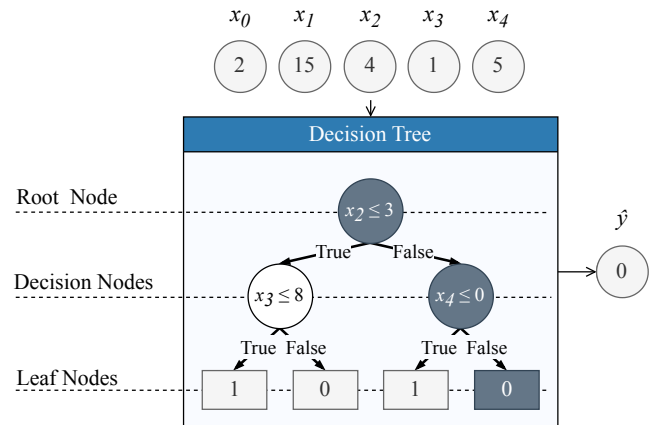 x0 x1 x2 x3 x4
2 15 4 1 5
Decision Tree
Root Node
x2 ≤ 3
ŷ
True False
0
Decision Nodes
x3 ≤ 8 x4 ≤ 0
True False True False
Leaf Nodes
1 0 1 0